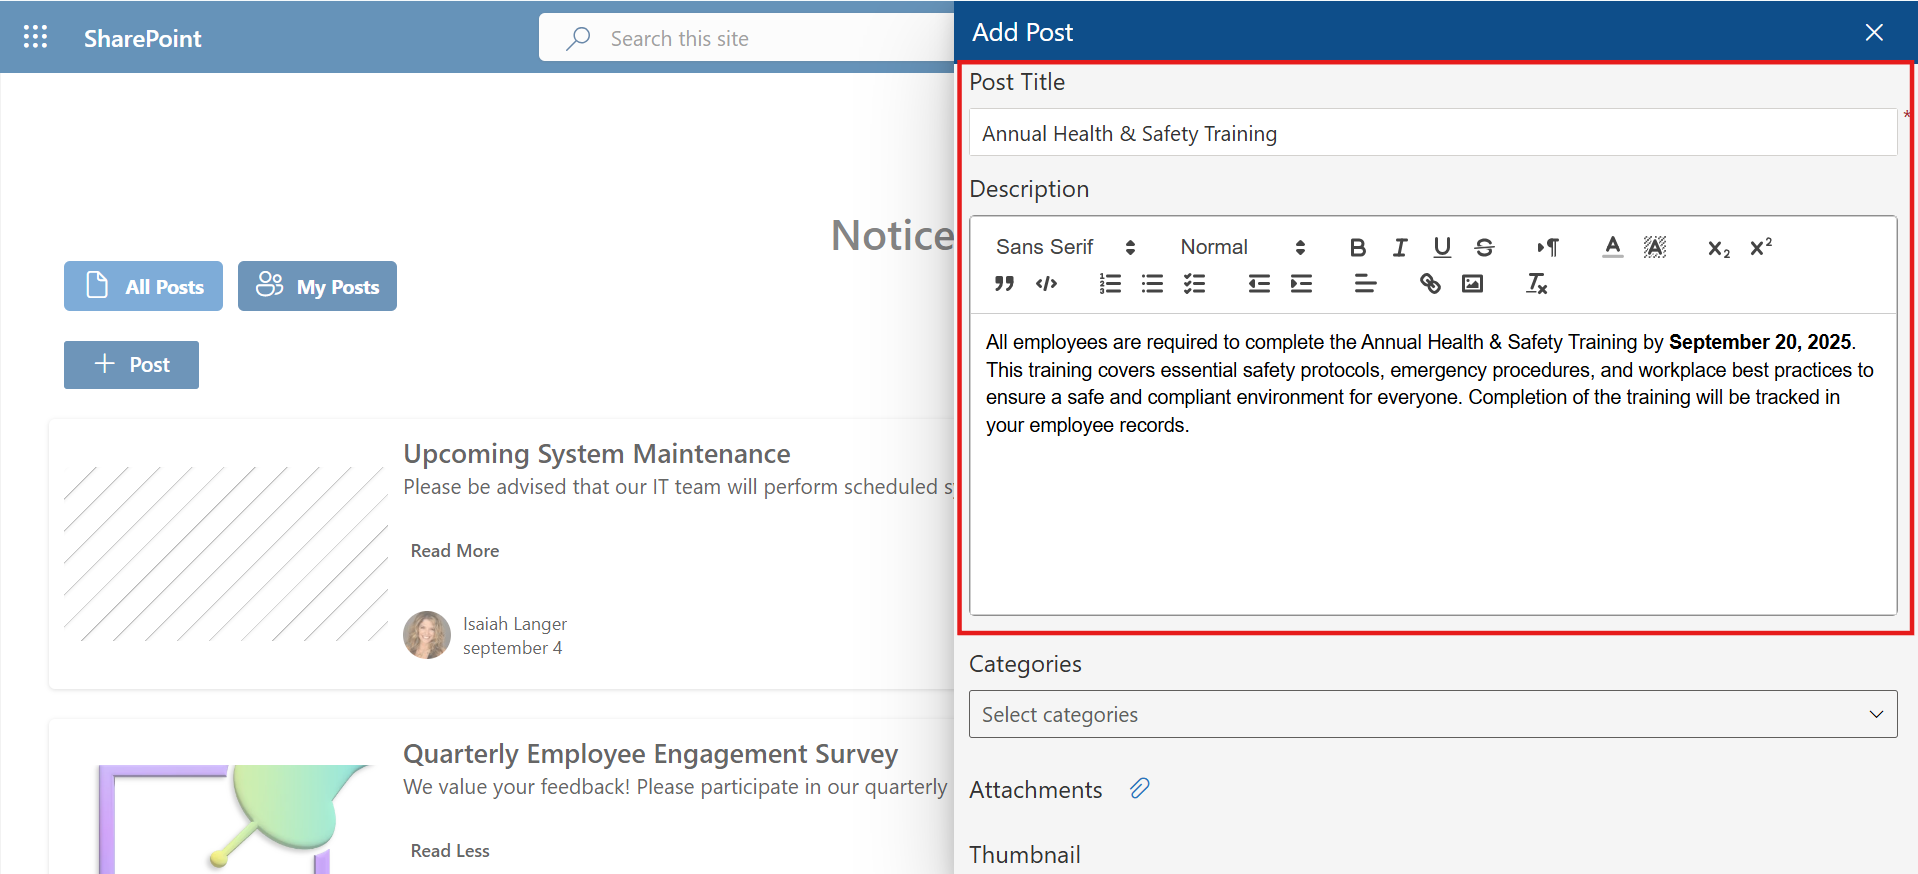 SharePoint
Search this site
Notice
All Posts
My Posts
Post
Upcoming System Maintenance
Please be advised that our IT team will perform scheduled
Read More
Isaiah Langer
september 4
Quarterly Employee Engagement Survey
We value your feedback! Please participate in our quarterly
Read Less
Add Post
Post Title
*
Annual Health & Safety Training
Description
Sans Serif
Normal
All employees are required to complete the Annual Health & Safety Training by September 20, 2025.
This training covers essential safety protocols, emergency procedures, and workplace best practices to
ensure a safe and compliant environment for everyone. Completion of the training will be tracked in
your employee records.
Categories
Select categories
Attachments
Thumbnail